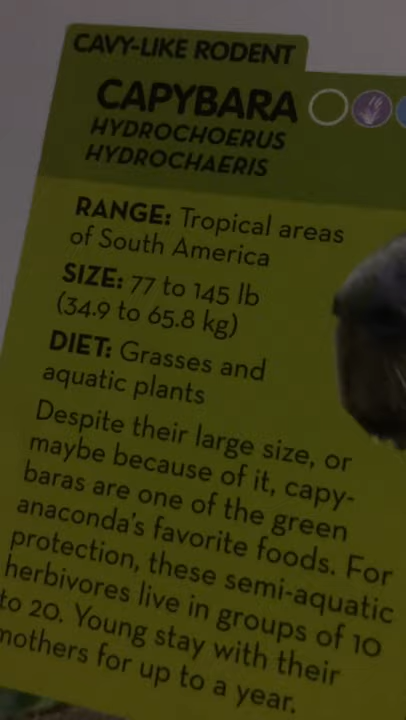 CAVY-LIKE RODENT
CAPYBARA
HYDROCHOERUS
HYDROCHAERIS
RANGE: Tropical areas
of South America
SIZE: 77 to 145 lb
(34.9 to 65.8 kg)
DIET: Grasses and
aquatic plants
Despite their large size, or
maybe because of it, capy-
baras are one of the green
anaconda's favorite foods. For
protection, these semi-aquatic
herbivores live in groups of 10
to 20. Young stay with their
mothers for up to a year.